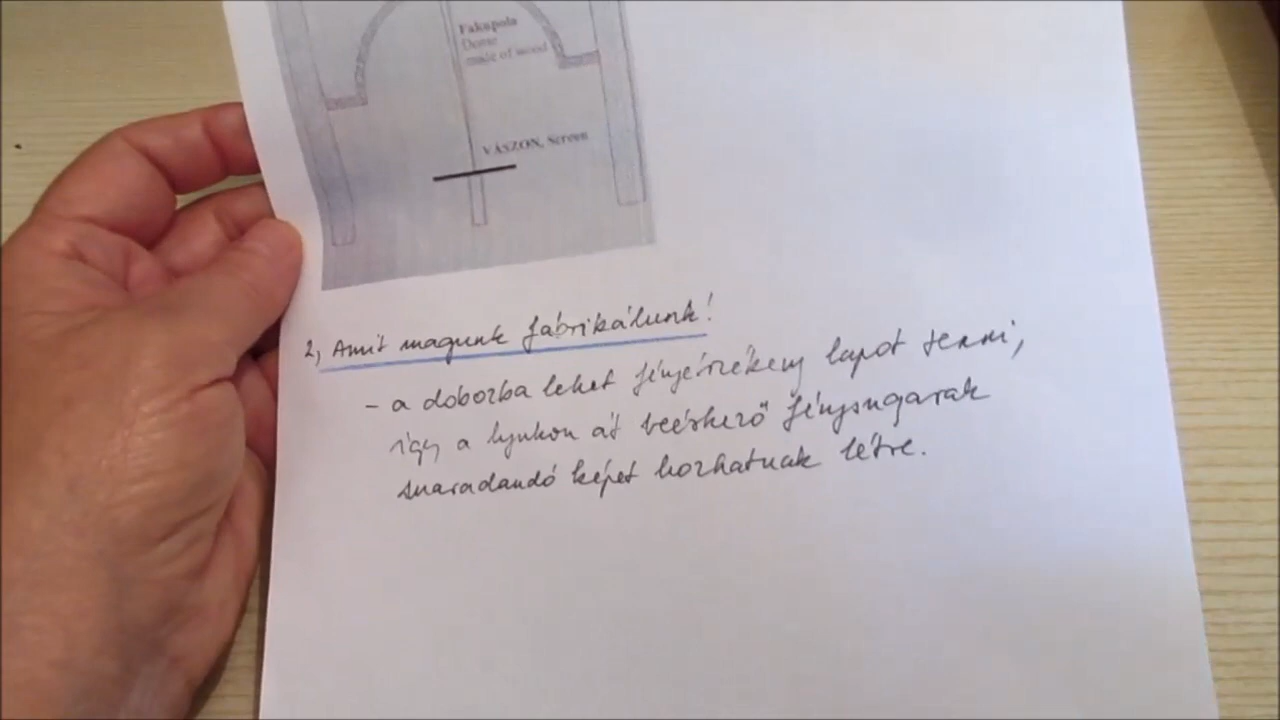 Fakupola
Dome
made of wood
VÁSZON, Screen
2, Amit magunk fabrikálunk!
- a dobozba lehet fényérzékeny lapot tenni,
így a lyukon át beérkező fénysugarak
maradandó képet hozhatnak létre.